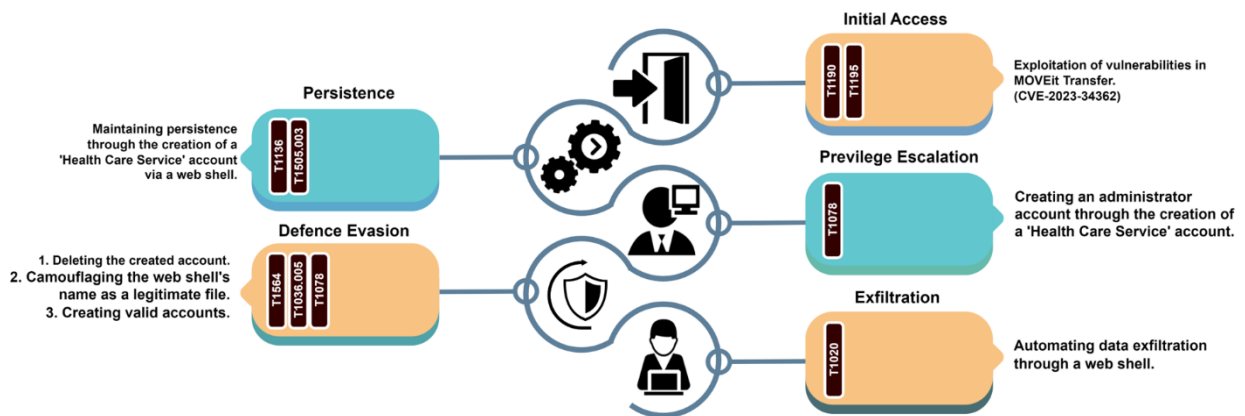 Initial Access
T1190
T1195
Exploitation of vulnerabilities in
MOVEit Transfer.
(CVE-2023-34362)
Persistence
Maintaining persistence
through the creation of a
'Health Care Service' account
via a web shell.
T1136
T1505.003
Previlege Escalation
T1078
Creating an administrator
account through the creation of
a 'Health Care Service' account.
Defence Evasion
1. Deleting the created account.
2. Camouflaging the web shell's
name as a legitimate file.
3. Creating valid accounts.
T1564
T1036.005
T1078
Exfiltration
T1020
Automating data exfiltration
through a web shell.